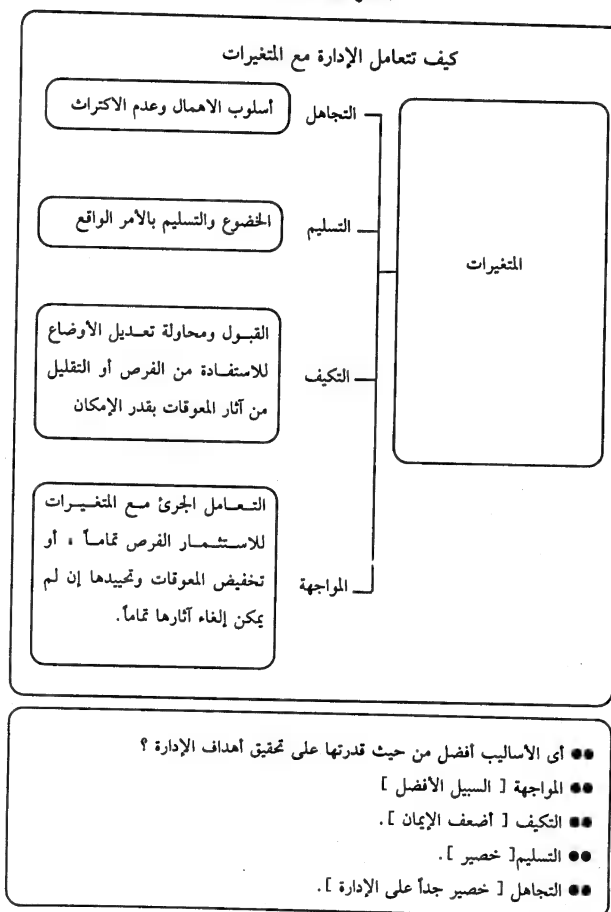 كيف تتعامل الإدارة مع المتغيرات
المتغيرات
التجاهل
أسلوب الاهمال وعدم الاكتراث
التسليم
الخضوع والتسليم بالأمر الواقع
التكيف
القبول ومحاولة تعديل الأوضاع
للاستفادة من الفرص أو التقليل
من آثار المعوقات بقدر الإمكان
المواجهة
التعامل الجرئ مع المتغيرات
للاستثمار الفرص تماماً ، أو
تخفيض المعوقات وتحييدها إن لم
يمكن إلغاء آثارها تماماً.
●● أى الأساليب أفضل من حيث قدرتها على تحقيق أهداف الإدارة ؟
●● المواجهة [ السبيل الأفضل ]
●● التكيف [ أضعف الإيمان ].
●● التسليم[ خصير ].
●● التجاهل [ خصير جداً على الإدارة ].